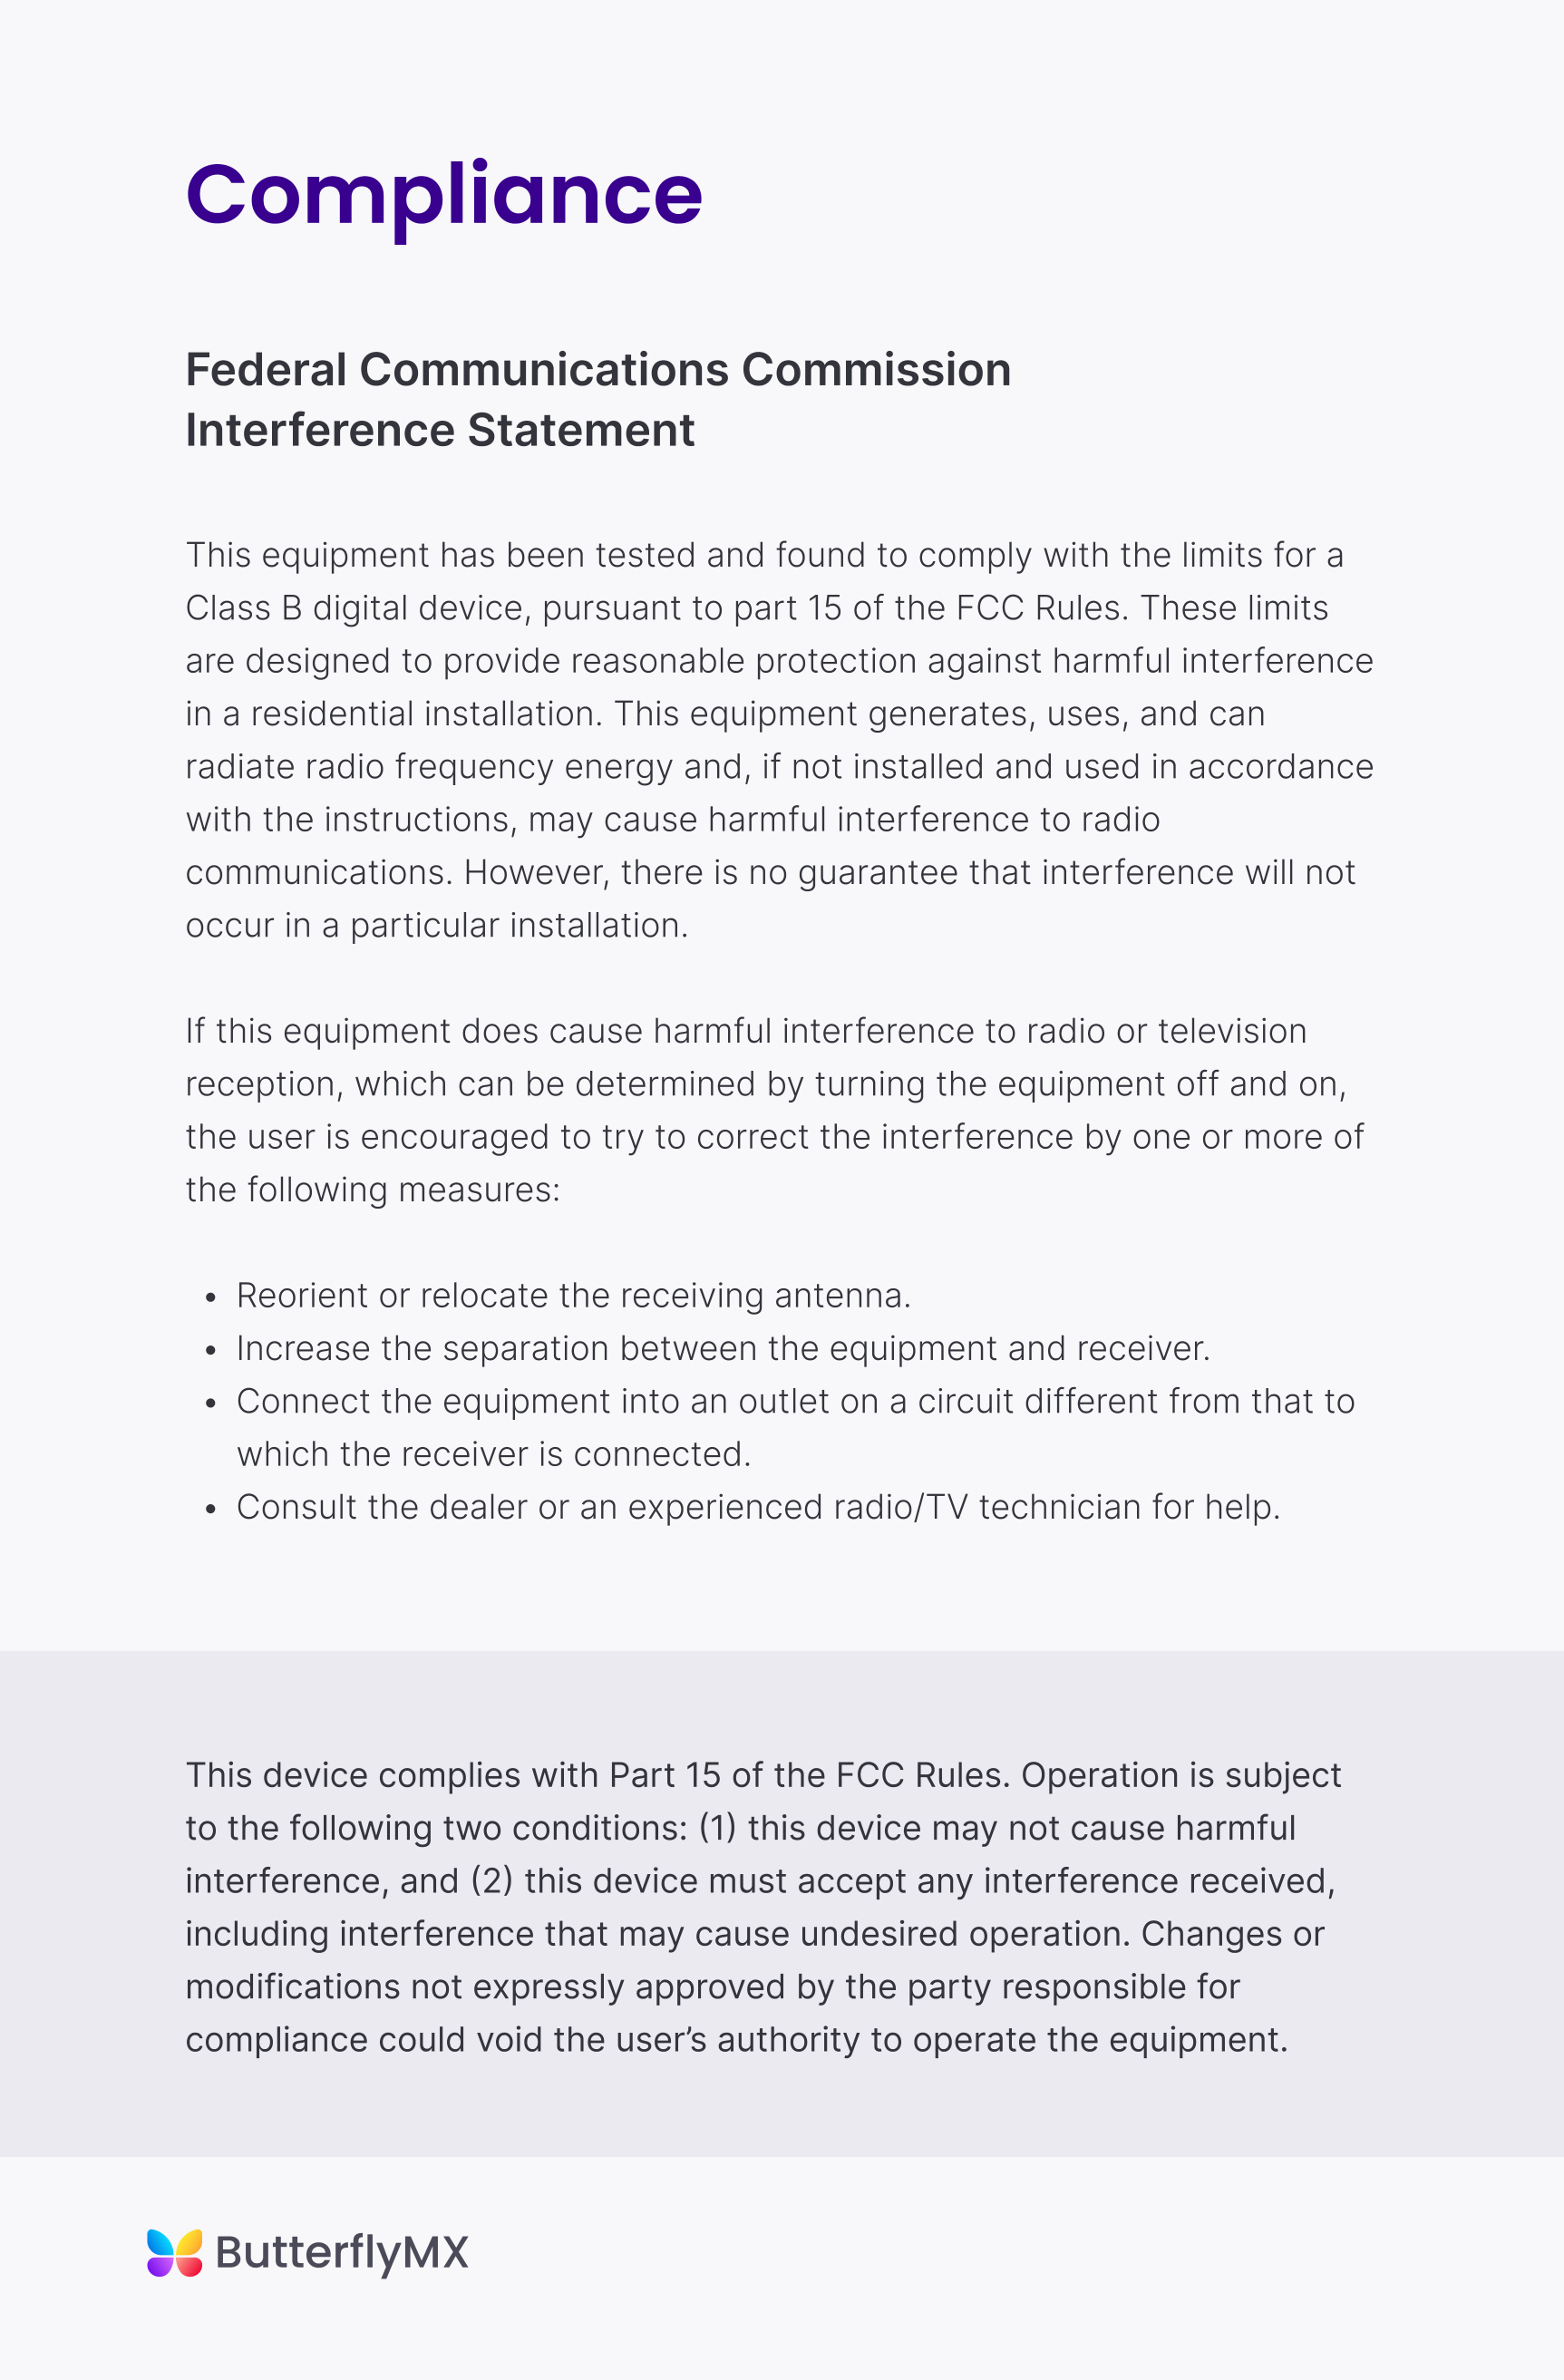 Compliance
Federal Communications Commission
Interference Statement
This equipment has been tested and found to comply with the limits for a
Class B digital device, pursuant to part 15 of the FCC Rules. These limits
are designed to provide reasonable protection against harmful interference
in a residential installation. This equipment generates, uses, and can
radiate radio frequency energy and, if not installed and used in accordance
with the instructions, may cause harmful interference to radio
communications. However, there is no guarantee that interference will not
occur in a particular installation.
If this equipment does cause harmful interference to radio or television
reception, which can be determined by turning the equipment off and on,
the user is encouraged to try to correct the interference by one or more of
the following measures:
• Reorient or relocate the receiving antenna.
• Increase the separation between the equipment and receiver.
• Connect the equipment into an outlet on a circuit different from that to
which the receiver is connected.
• Consult the dealer or an experienced radio/TV technician for help.
This device complies with Part 15 of the FCC Rules. Operation is subject
to the following two conditions: (1) this device may not cause harmful
interference, and (2) this device must accept any interference received,
including interference that may cause undesired operation. Changes or
modifications not expressly approved by the party responsible for
compliance could void the user’s authority to operate the equipment.
ButterflyMX